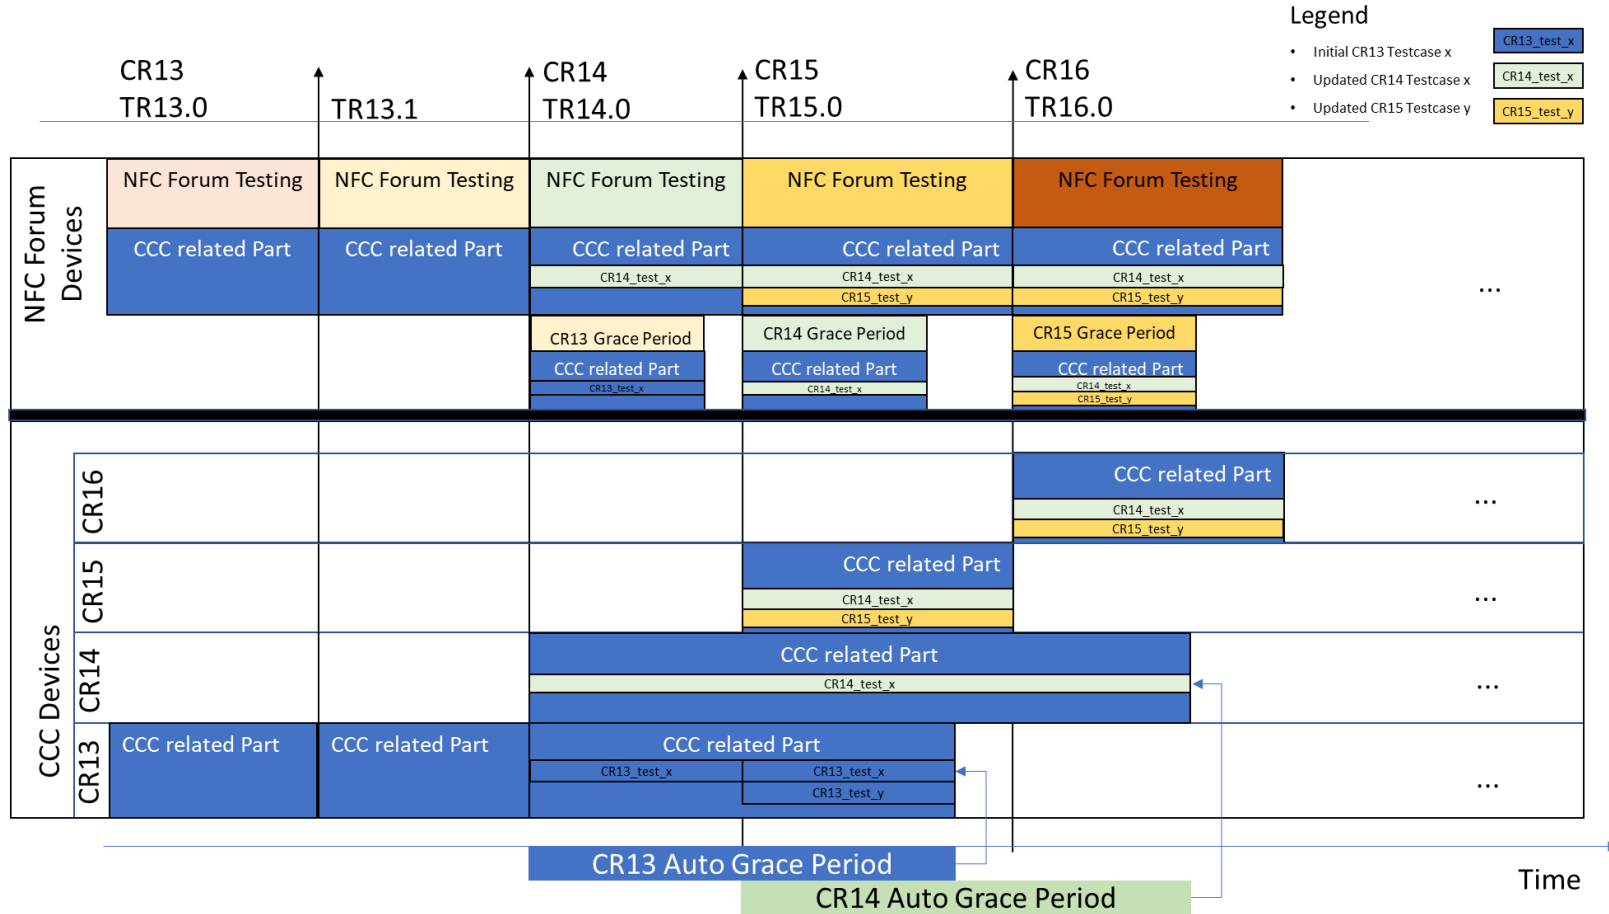 Legend
• Initial CR13 Testcase x
CR13_test_x
• Updated CR14 Testcase x
CR14_test_x
• Updated CR15 Testcase y
CR15_test_y
CR13
TR13.0
TR13.1
CR14
TR14.0
CR15
TR15.0
CR16
TR16.0
NFC Forum
Devices
NFC Forum Testing
NFC Forum Testing
NFC Forum Testing
NFC Forum Testing
NFC Forum Testing
CCC related Part
CCC related Part
CCC related Part
CCC related Part
CCC related Part
CR14_test_x
CR14_test_x
CR14_test_x
CR15_test_y
CR15_test_y
...
CR13 Grace Period
CR14 Grace Period
CR15 Grace Period
CCC related Part
CCC related Part
CCC related Part
CR13_test_x
CR14_test_x
CR14_test_x
CR15_test_y
CCC Devices
CR16
CCC related Part
CR14_test_x
CR15_test_y
...
CR15
CCC related Part
CR14_test_x
CR15_test_y
...
CR14
CCC related Part
CR14_test_x
...
CR13
CCC related Part
CCC related Part
CCC related Part
CR13_test_x
CR13_test_x
CR13_test_y
...
CR13 Auto Grace Period
CR14 Auto Grace Period
Time